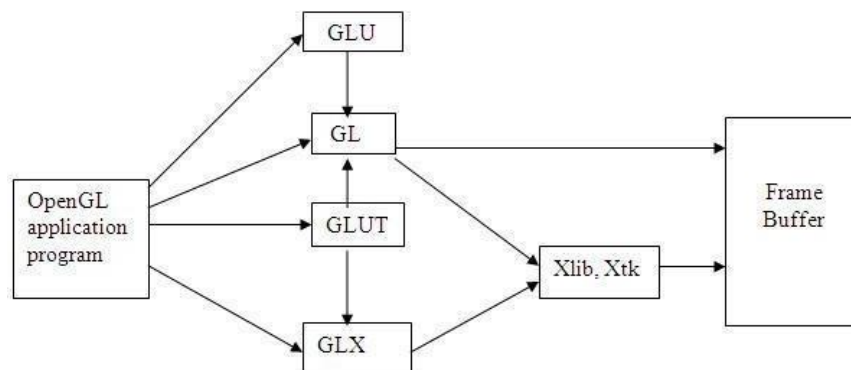 GLU
GL
OpenGL
application
program
GLUT
GLX
Xlib, Xtk
Frame
Buffer